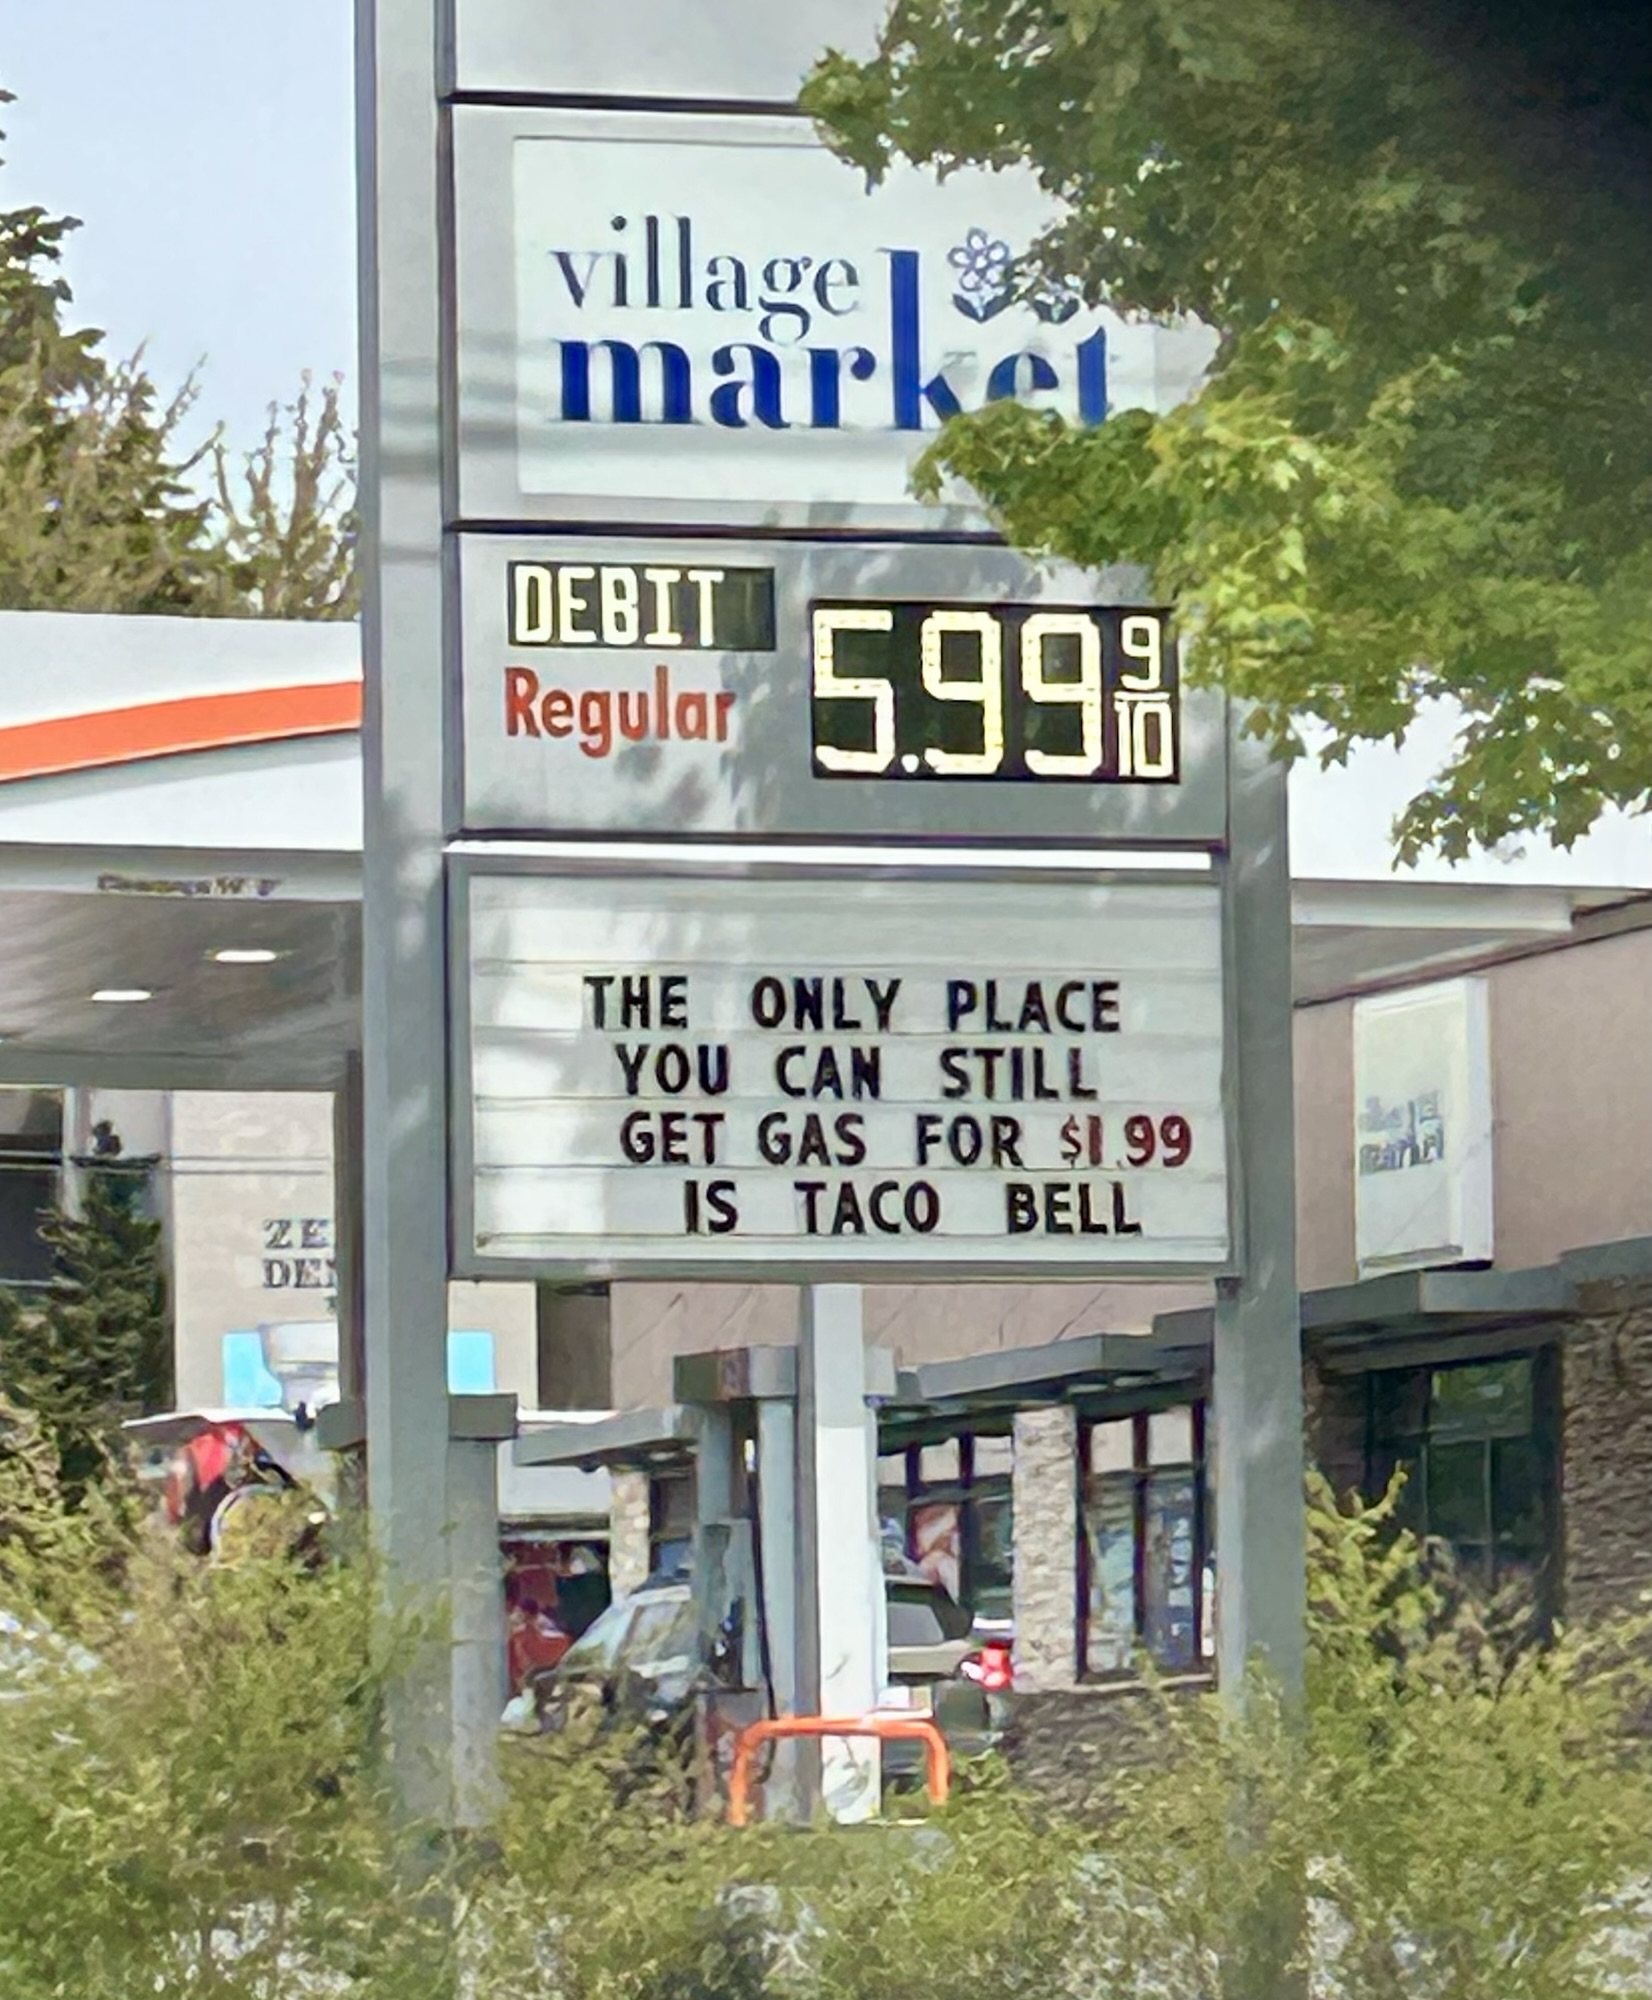 village
market
DEBIT
Regular 5.99 9/10
THE ONLY PLACE
YOU CAN STILL
GET GAS FOR $1.99
IS TACO BELL
market